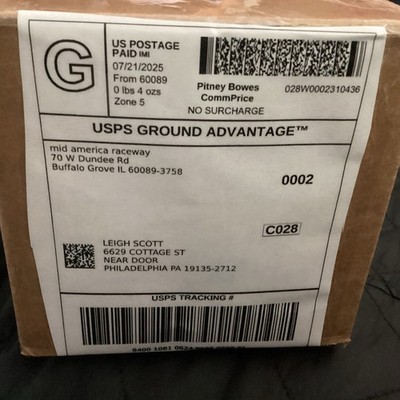 G
US POSTAGE
PAID IMI
07/21/2025
From 60089
0 lbs 4 ozs
Zone 5
Pitney Bowes
CommPrice
028W0002310436
NO SURCHARGE
USPS GROUND ADVANTAGE™
mid america raceway
70 W Dundee Rd
Buffalo Grove IL 60089-3758
0002
C028
LEIGH SCOTT
6629 COTTAGE ST
NEAR DOOR
PHILADELPHIA PA 19135-2712
USPS TRACKING #